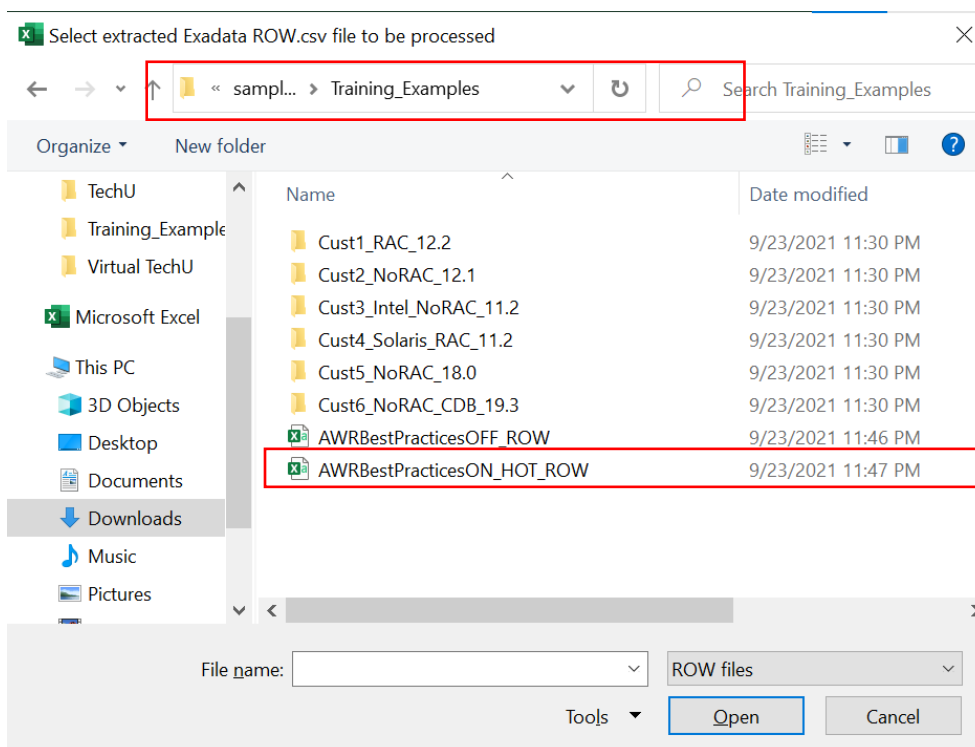 Select extracted Exadata ROW.csv file to be processed
« sampl... › Training_Examples
Search Training_Examples
Organize
New folder
?
TechU
Training_Example
Virtual TechU
Microsoft Excel
This PC
3D Objects
Desktop
Documents
Downloads
Music
Pictures
Name Date modified
Cust1_RAC_12.2 9/23/2021 11:30 PM
Cust2_NoRAC_12.1 9/23/2021 11:30 PM
Cust3_Intel_NoRAC_11.2 9/23/2021 11:30 PM
Cust4_Solaris_RAC_11.2 9/23/2021 11:30 PM
Cust5_NoRAC_18.0 9/23/2021 11:30 PM
Cust6_NoRAC_CDB_19.3 9/23/2021 11:30 PM
AWRBestPracticesOFF_ROW 9/23/2021 11:46 PM
AWRBestPracticesON_HOT_ROW 9/23/2021 11:47 PM
File name:
ROW files
Tools
Open
Cancel